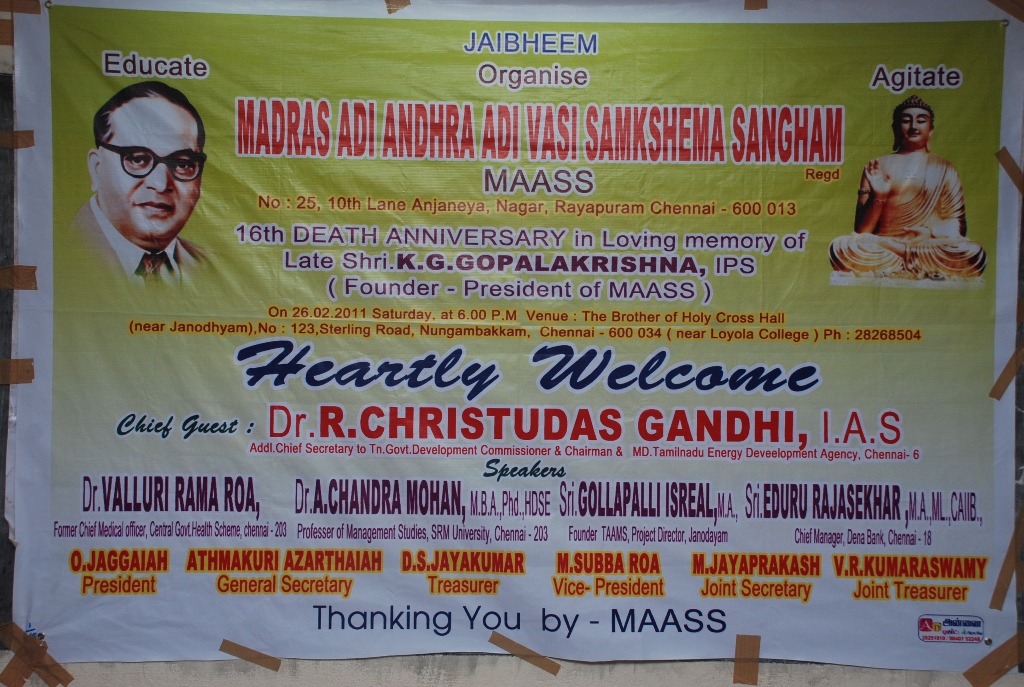 JAIBHEEM
Educate
Organise
Agitate
MADRAS ADI ANDHRA ADI VASI SAMKSHEMA SANGHAM
Regd
MAASS
No : 25, 10th Lane Anjaneya, Nagar, Rayapuram Chennai - 600 013
16th DEATH ANNIVERSARY in Loving memory of
Late Shri.K.G.GOPALAKRISHNA, IPS
( Founder - President of MAASS )
On 26.02.2011 Saturday. at 6.00 P.M Venue : The Brother of Holy Cross Hall
(near Janodhyam),No : 123,Sterling Road, Nungambakkam, Chennai - 600 034 ( near Loyola College ) Ph : 28268504
Heartly Welcome
Chief Guest : Dr.R.CHRISTUDAS GANDHI, I.A.S
Addl.Chief Secretary to Tn.Govt.Development Commissioner & Chairman & MD.Tamilnadu Energy Deveelopment Agency, Chennai- 6
Speakers
Dr.VALLURI RAMA ROA, Dr.A.CHANDRA MOHAN, M.B.A.,Pho.,HDSE Sri.GOLLAPALLI ISREAL,M.A., Sri.EDURU RAJASEKHAR ,M.A.,ML.,CAIIB.,
Former Chief Medical officer, Central Govt.Health Scheme, chennai - 203 Professor of Management Studies, SRM University, Chennai - 203 Founder TAAMS, Project Director, Janodayam Chief Manager, Dena Bank, Chennai - 18
O.JAGGAIAH ATHMAKURI AZARTHAIAH D.S.JAYAKUMAR M.SUBBA ROA M.JAYAPRAKASH V.R.KUMARASWAMY
President General Secretary Treasurer Vice- President Joint Secretary Joint Treasurer
Thanking You by - MAASS
அன்னை